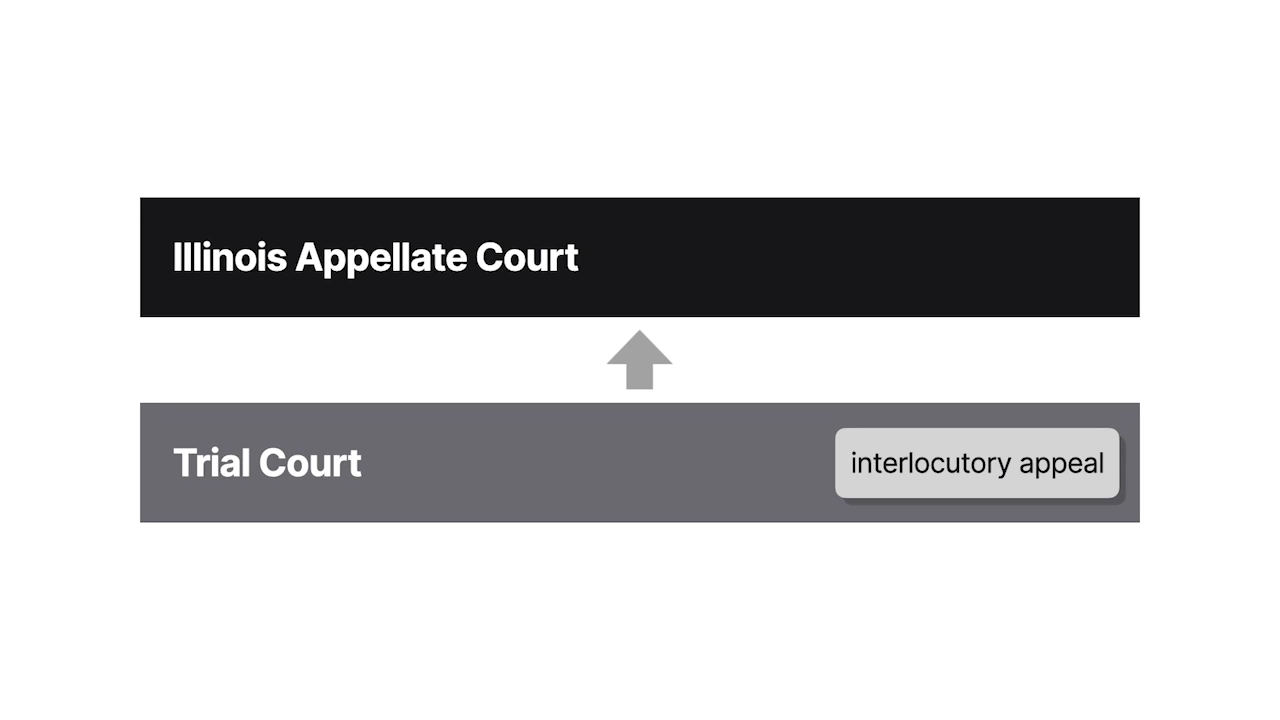 Illinois Appellate Court
Trial Court
interlocutory appeal